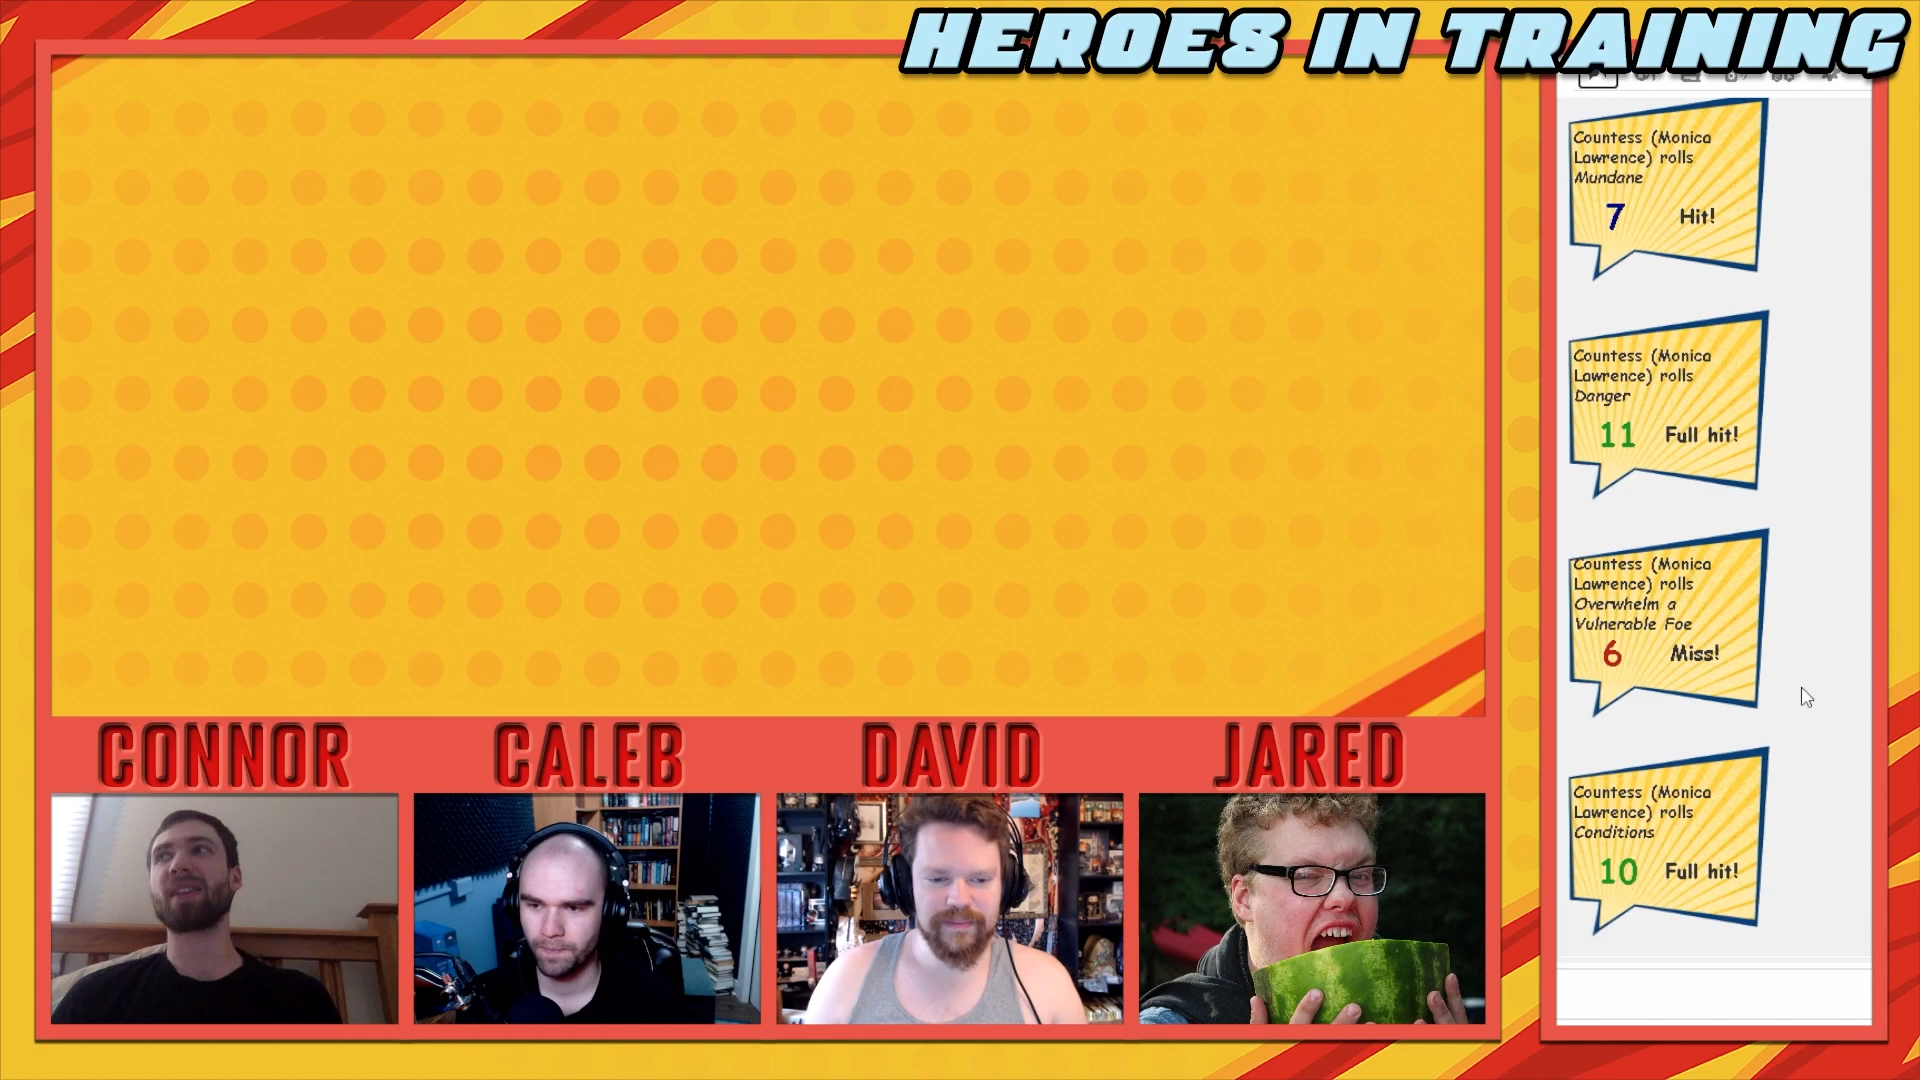 HEROES IN TRAINING
Countess (Monica
Lawrence) rolls
Mundane
7 Hit!
Countess (Monica
Lawrence) rolls
Danger
11 Full hit!
Countess (Monica
Lawrence) rolls
Overwhelm a
Vulnerable Foe
6 Miss!
Countess (Monica
Lawrence) rolls
Conditions
10 Full hit!
CONNOR CALEB DAVID JARED